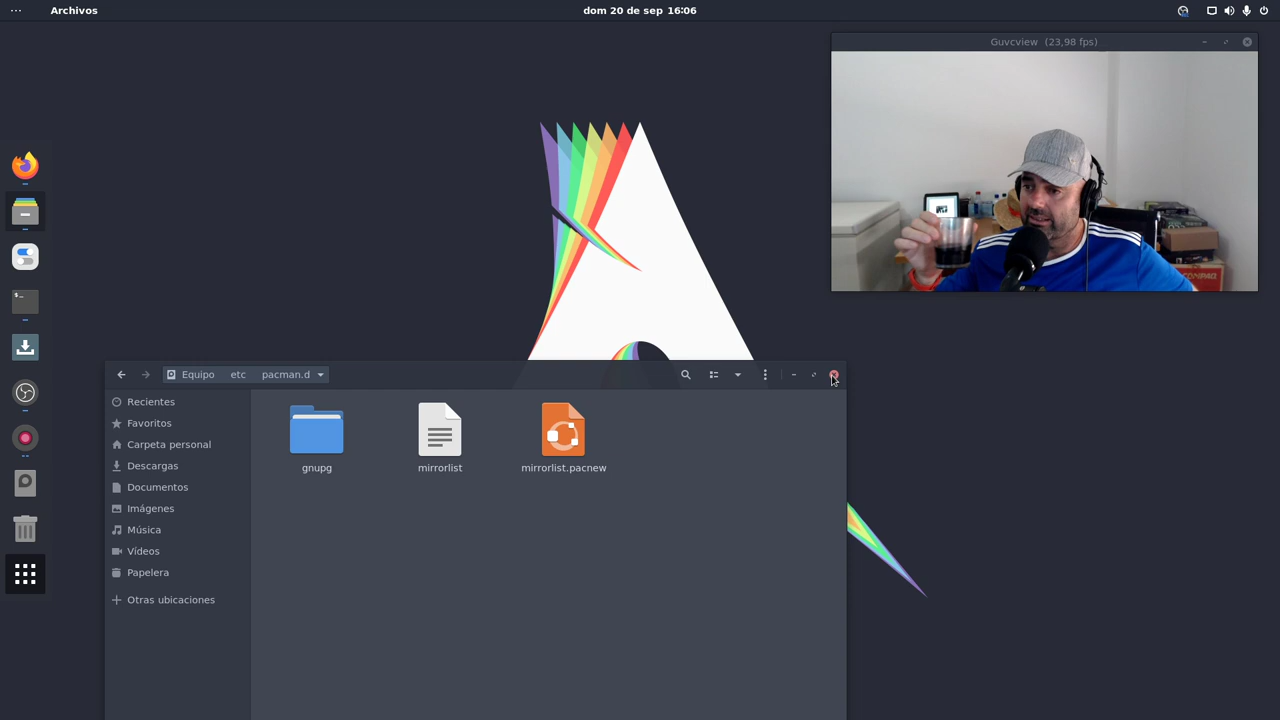 Archivos
dom 20 de sep 16:06
Guvcview (23,98 fps)
Equipo etc pacman.d
Recientes
Favoritos
Carpeta personal
Descargas
Documentos
Imágenes
Música
Vídeos
Papelera
Otras ubicaciones
gnupg
mirrorlist
mirrorlist.pacnew
COMPAQ